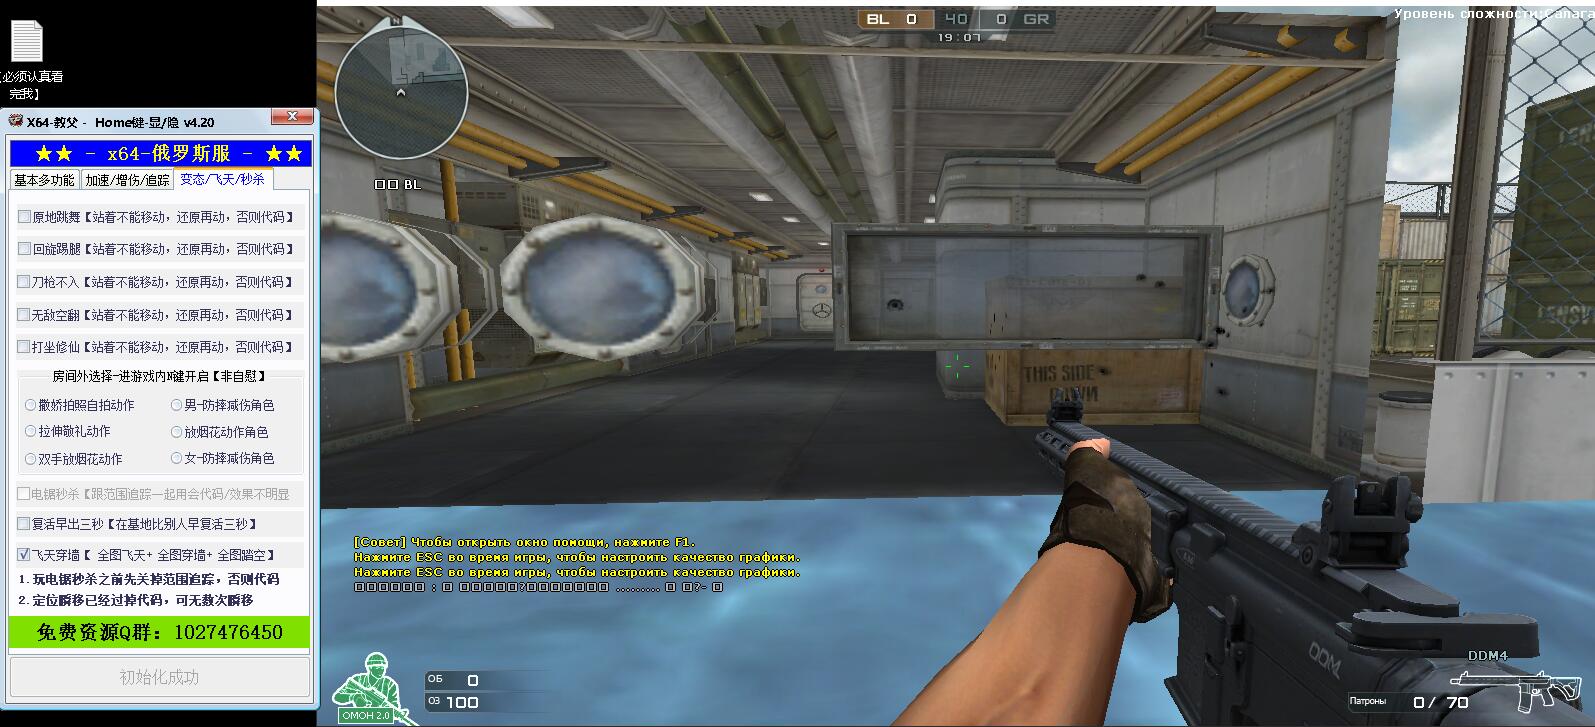 【必须认真看
完我】
X64-教父 - Home键-显/隐 v4.20
★★ - x64-俄罗斯服 - ★★
基本多功能 加速/增伤/追踪 变态/飞天/秒杀
原地跳舞【站着不能移动，还原再动，否则代码】
回旋踢腿【站着不能移动，还原再动，否则代码】
刀枪不入【站着不能移动，还原再动，否则代码】
无敌空翻【站着不能移动，还原再动，否则代码】
打坐修仙【站着不能移动，还原再动，否则代码】
房间外选择-进游戏内N键开启【非自慰】
撒娇拍照自拍动作 男-防摔减伤角色
拉伸敬礼动作 放烟花动作角色
双手放烟花动作 女-防摔减伤角色
电锯秒杀【跟范围追踪一起用会代码/效果不明显
复活早出三秒【在基地比别人早复活三秒】
飞天穿墙【 全图飞天+ 全图穿墙+ 全图踏空】
1.玩电锯秒杀之前先关掉范围追踪，否则代码
2.定位瞬移已经过掉代码，可无数次瞬移
免费资源Q群：1027476450
初始化成功
N
BL 0 40 0 GR
19:07
Уровень сложности:Салага
BL
THIS SIDE
DOWN
[Совет] Чтобы открыть окно помощи, нажмите F1.
Нажмите ESC во время игры, чтобы настроить качество графики.
Нажмите ESC во время игры, чтобы настроить качество графики.
ОБ 0
ОЗ 100
ОМОН 2.0
DDM4
DDM4
Патроны 0/ 70